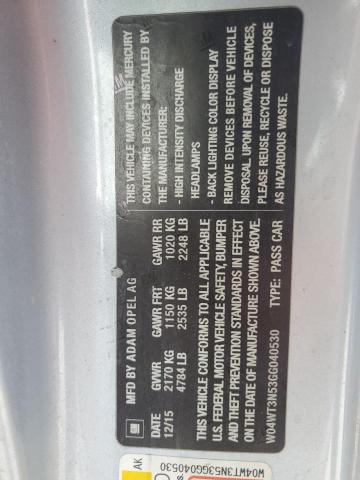 MFD BY ADAM OPEL AG
DATE GVWR GAWR FRT GAWR RR
12/15 2170 KG 1150 KG 1020 KG
4784 LB 2535 LB 2248 LB
THIS VEHICLE CONFORMS TO ALL APPLICABLE
U.S. FEDERAL MOTOR VEHICLE SAFETY, BUMPER
AND THEFT PREVENTION STANDARDS IN EFFECT
ON THE DATE OF MANUFACTURE SHOWN ABOVE.
W04WT3N53GG040530 TYPE: PASS CAR
THIS VEHICLE MAY INCLUDE MERCURY
CONTAINING DEVICES INSTALLED BY
THE MANUFACTURER:
- HIGH INTENSITY DISCHARGE
HEADLAMPS
- BACK LIGHTING COLOR DISPLAY
REMOVE DEVICES BEFORE VEHICLE
DISPOSAL UPON REMOVAL OF DEVICES,
PLEASE REUSE, RECYCLE OR DISPOSE
AS HAZARDOUS WASTE.
GM
AK
W04WT3N53GG040530